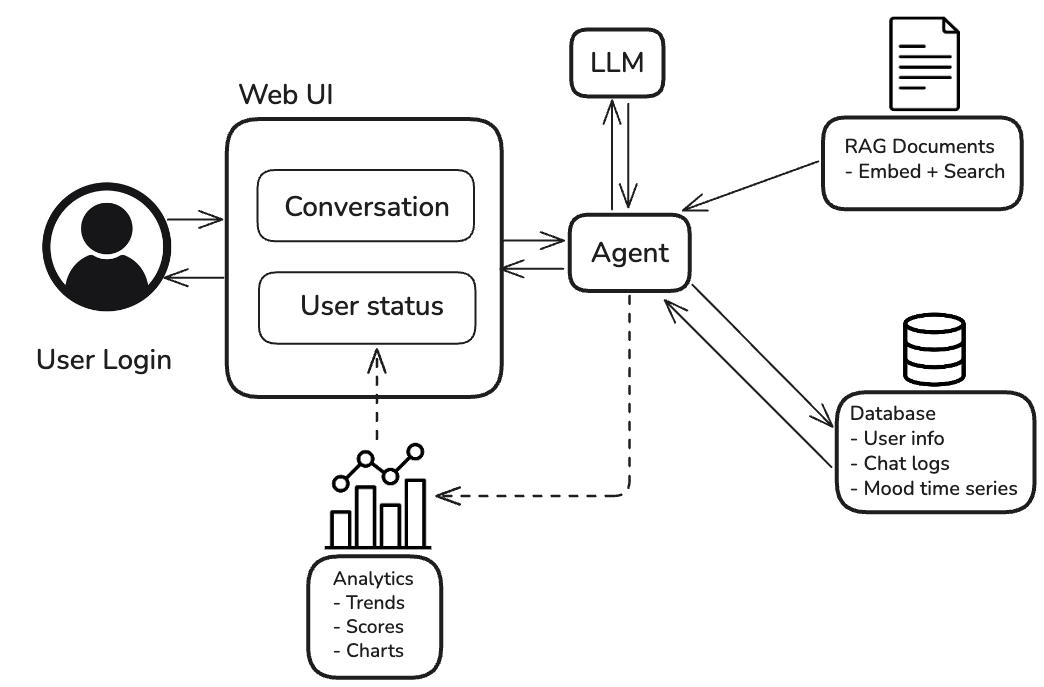 LLM
Web UI
RAG Documents
- Embed + Search
Conversation
Agent
User status
User Login
Database
- User info
- Chat logs
- Mood time series
Analytics
- Trends
- Scores
- Charts